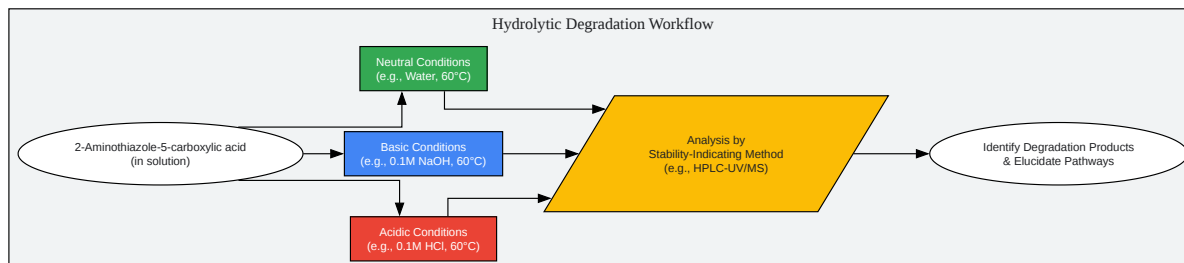 Hydrolytic Degradation Workflow
Neutral Conditions
(e.g., Water, 60°C)
2-Aminothiazole-5-carboxylic acid
(in solution)
Basic Conditions
(e.g., 0.1M NaOH, 60°C)
Acidic Conditions
(e.g., 0.1M HCl, 60°C)
Analysis by
Stability-Indicating Method
(e.g., HPLC-UV/MS)
Identify Degradation Products
& Elucidate Pathways